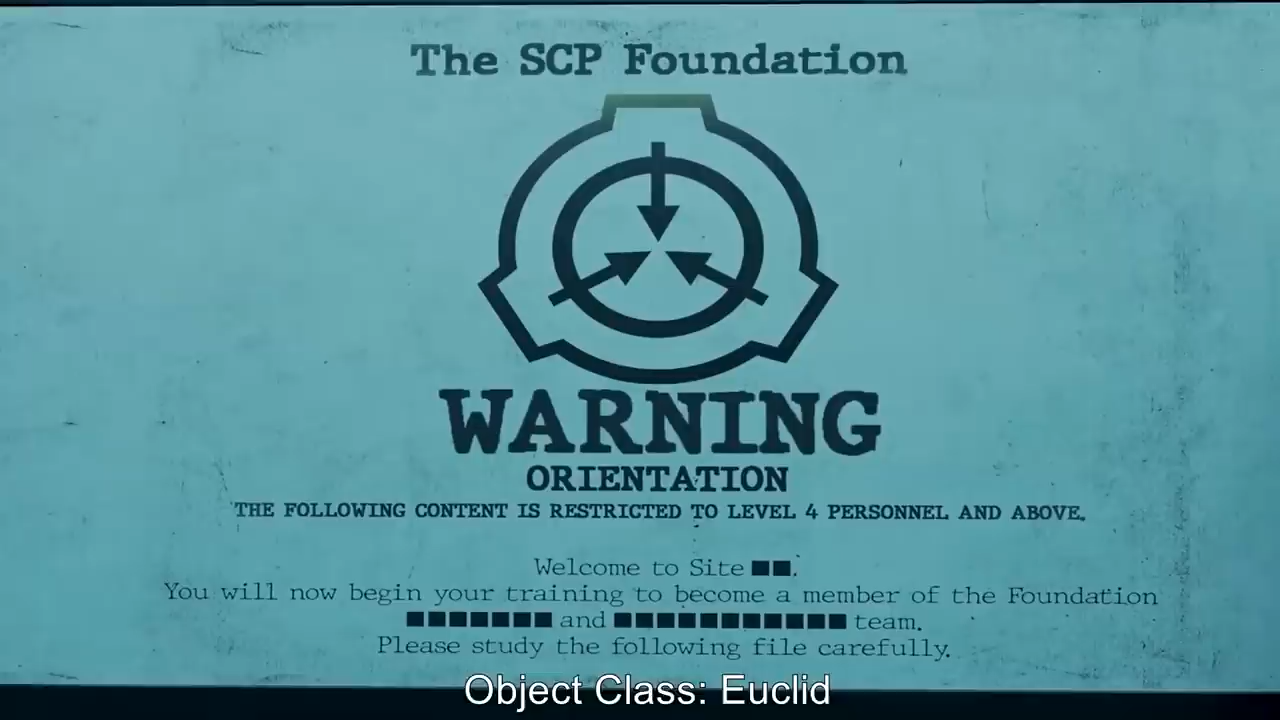 The SCP Foundation
WARNING
ORIENTATION
THE FOLLOWING CONTENT IS RESTRICTED TO LEVEL 4 PERSONNEL AND ABOVE.
Welcome to Site ■■.
You will now begin your training to become a member of the Foundation
■■■■■■■ and ■■■■■■■■■■■ team.
Please study the following file carefully.
Object Class: Euclid